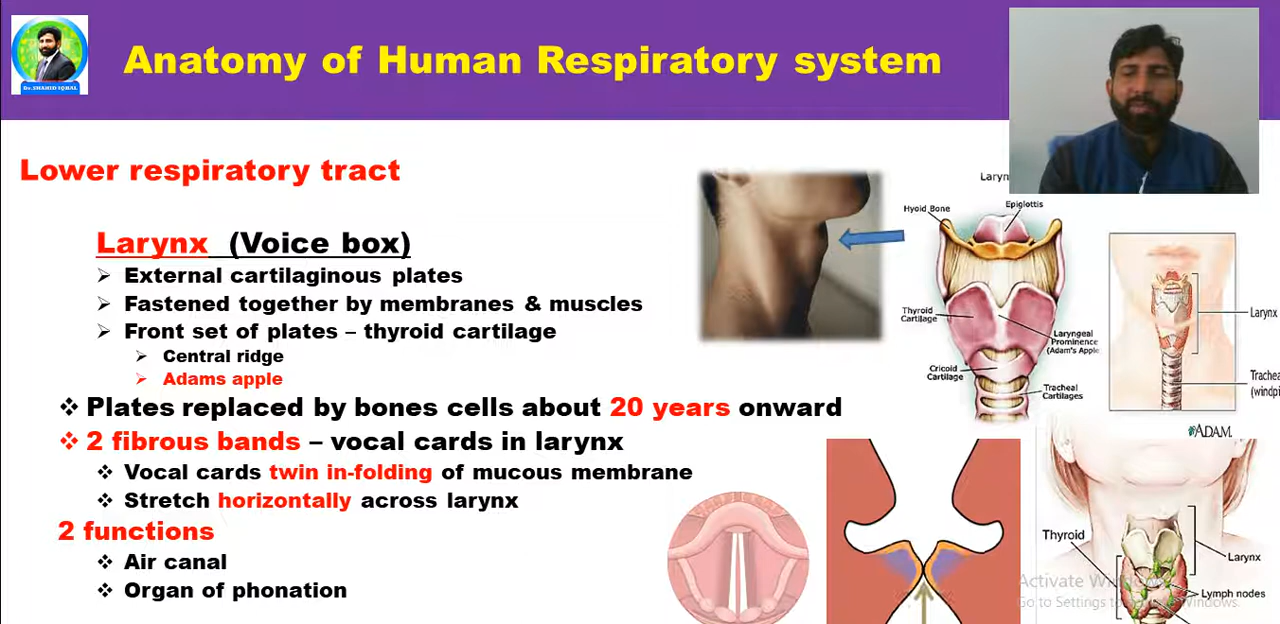 Anatomy of Human Respiratory system
Dr. SHAHID IQBAL
Lower respiratory tract
Larynx (Voice box)
➢ External cartilaginous plates
➢ Fastened together by membranes & muscles
➢ Front set of plates – thyroid cartilage
➢ Central ridge
➢ Adams apple
❖ Plates replaced by bones cells about 20 years onward
❖ 2 fibrous bands – vocal cards in larynx
❖ Vocal cards twin in-folding of mucous membrane
❖ Stretch horizontally across larynx
2 functions
❖ Air canal
❖ Organ of phonation
Hyoid Bone
Epiglottis
Thyroid
Cartilage
Laryngeal
Prominence
(Adam's Apple
Cricoid
Cartilage
Tracheal
Cartilages
Larynx
ADAM.
Thyroid
Larynx
Lymph nodes
Activate Windows
Go to Settings to Windows.